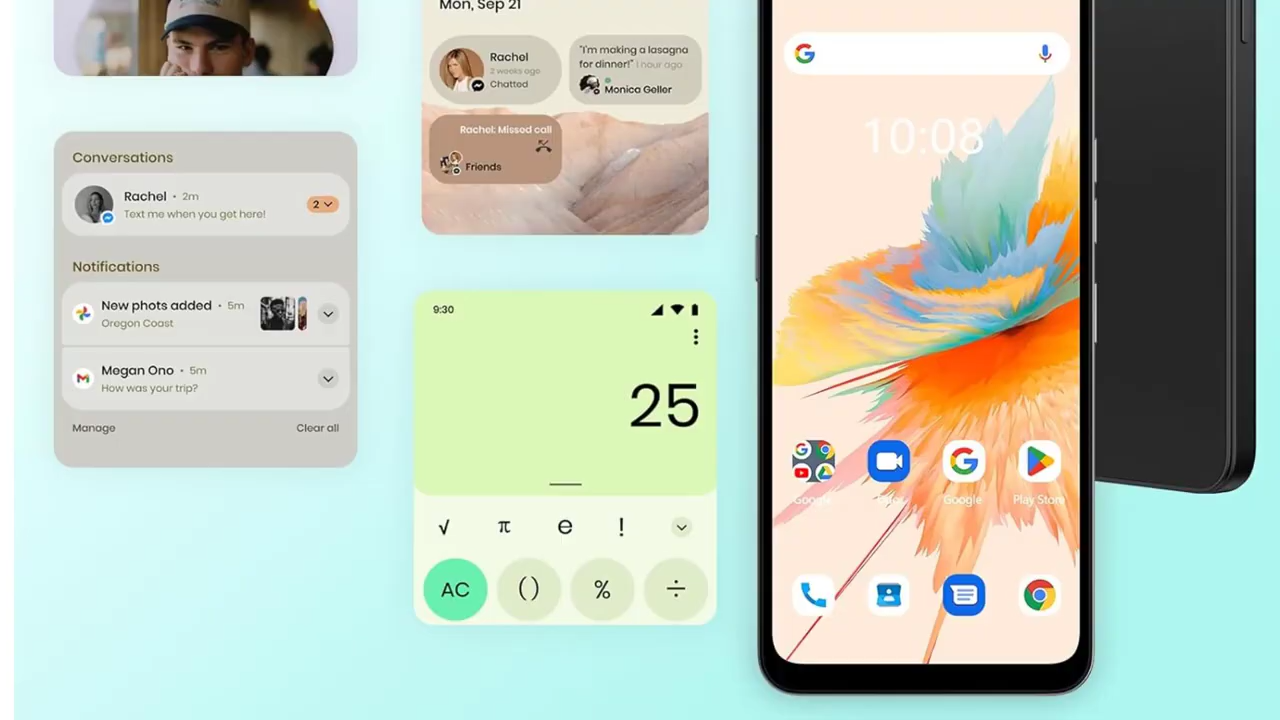 Mon, Sep 21
Rachel
2 weeks ago
Chatted
"I'm making a lasagna
for dinner!" 1 hour ago
Monica Geller
Rachel: Missed call
Friends
Conversations
Rachel • 2m
Text me when you get here!
2
Notifications
New phots added • 5m
Oregon Coast
Megan Ono • 5m
How was your trip?
Manage
Clear all
9:30
25
√ π e !
AC () % ÷
10:08
Google
Google
Play Store